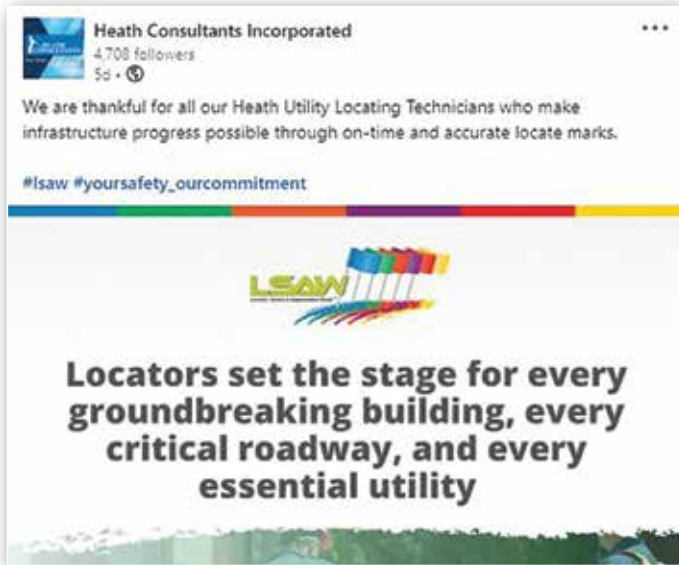 Heath Consultants Incorporated
4,708 followers
5d •
We are thankful for all our Heath Utility Locating Technicians who make
infrastructure progress possible through on-time and accurate locate marks.
#lsaw #yoursafety_ourcommitment
LSAW
Locators set the stage for every
groundbreaking building, every
critical roadway, and every
essential utility